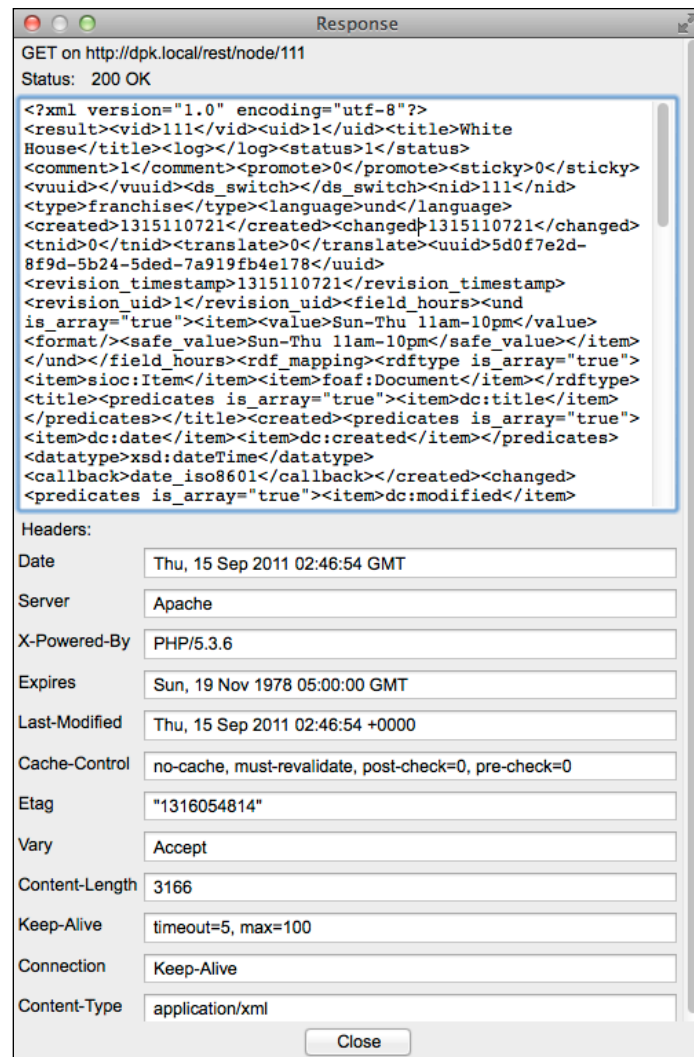 Response
GET on http://dpk.local/rest/node/111
Status: 200 OK
<?xml version="1.0" encoding="utf-8"?>
<result><vid>111</vid><uid>1</uid><title>White
House</title><log></log><status>1</status>
<comment>1</comment><promote>0</promote><sticky>0</sticky>
<vuuid></vuuid><ds_switch></ds_switch><nid>111</nid>
<type>franchise</type><language>und</language>
<created>1315110721</created><changed>1315110721</changed>
<tnid>0</tnid><translate>0</translate><uuid>5d0f7e2d-
8f9d-5b24-5ded-7a919fb4e178</uuid>
<revision_timestamp>1315110721</revision_timestamp>
<revision_uid>1</revision_uid><field_hours><und
is_array="true"><item><value>Sun-Thu 11am-10pm</value>
<format/><safe_value>Sun-Thu 11am-10pm</safe_value></item>
</und></field_hours><rdf_mapping><rdftype is_array="true">
<item>sioc:Item</item><item>foaf:Document</item></rdftype>
<title><predicates is_array="true"><item>dc:title</item>
</predicates></title><created><predicates is_array="true">
<item>dc:date</item><item>dc:created</item></predicates>
<datatype>xsd:dateTime</datatype>
<callback>date_iso8601</callback></created><changed>
<predicates is_array="true"><item>dc:modified</item>
Headers:
Date Thu, 15 Sep 2011 02:46:54 GMT
Server Apache
X-Powered-By PHP/5.3.6
Expires Sun, 19 Nov 1978 05:00:00 GMT
Last-Modified Thu, 15 Sep 2011 02:46:54 +0000
Cache-Control no-cache, must-revalidate, post-check=0, pre-check=0
Etag "1316054814"
Vary Accept
Content-Length 3166
Keep-Alive timeout=5, max=100
Connection Keep-Alive
Content-Type application/xml
Close